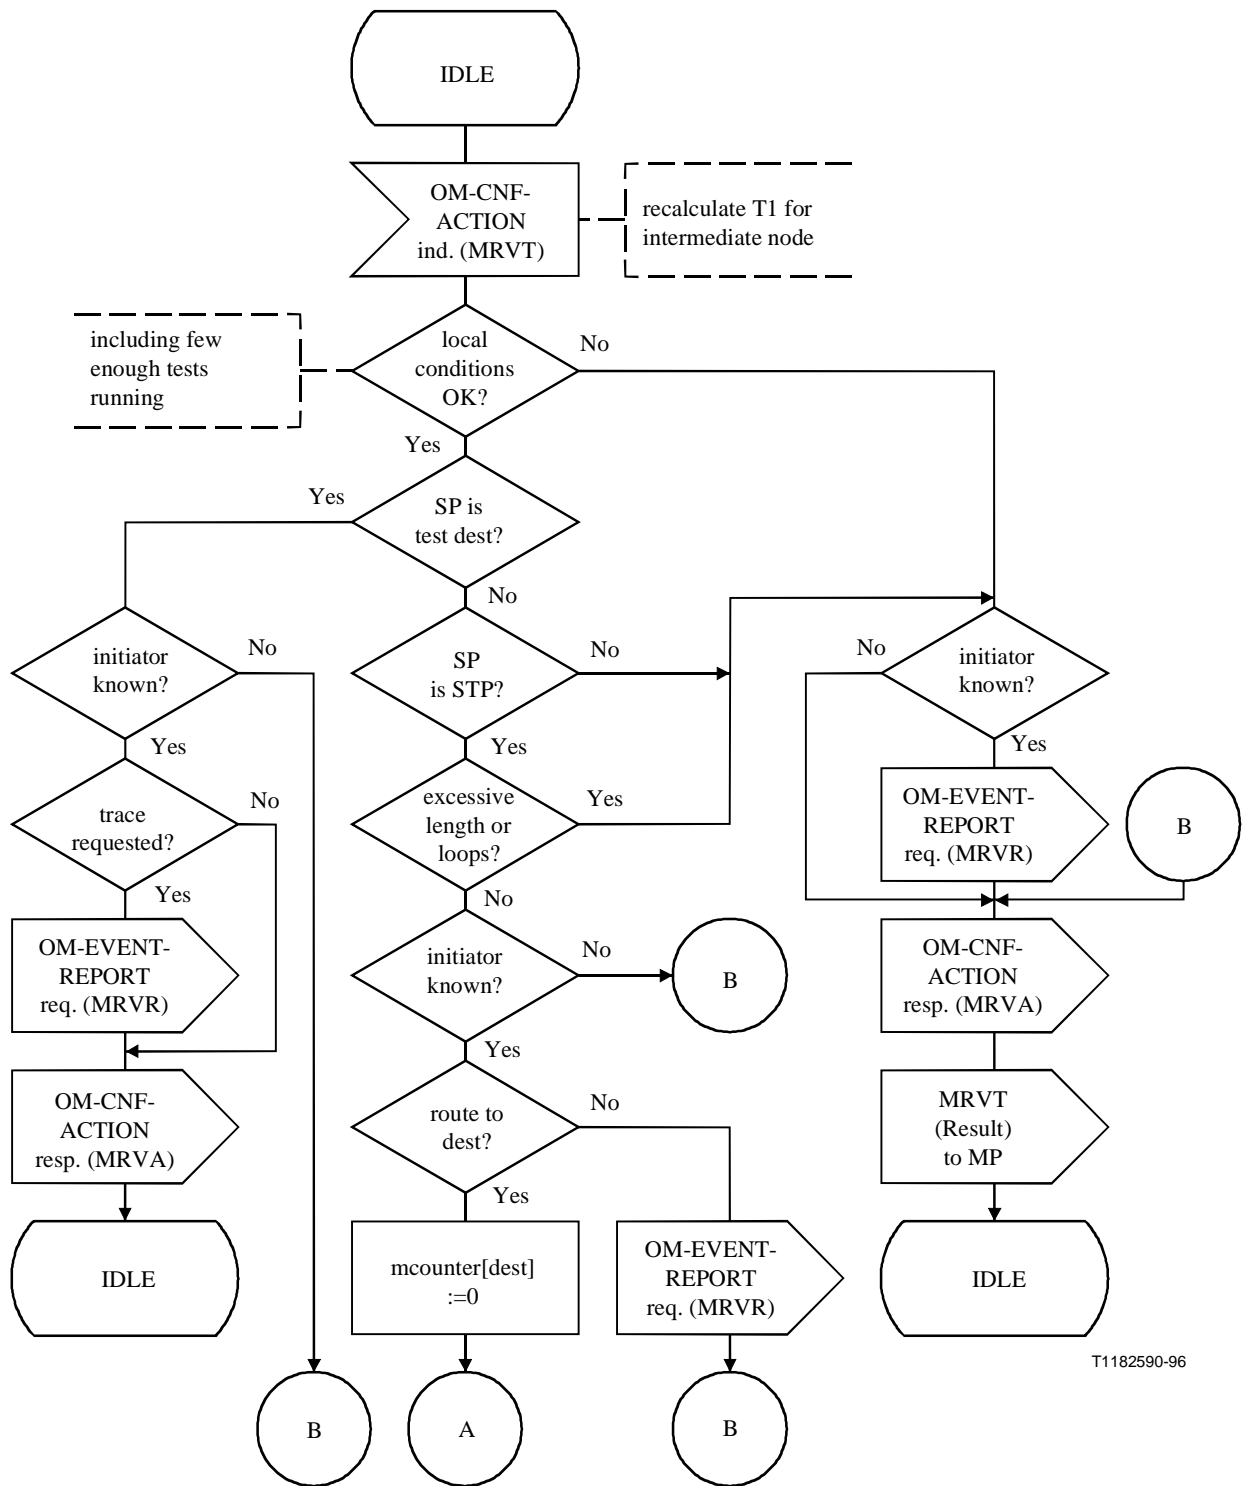 IDLE
OM-CNF-
ACTION
ind. (MRVT)
recalculate T1 for
intermediate node
including few
enough tests
running
local
conditions
OK?
No
Yes
Yes
SP is
test dest?
No
initiator
known?
No
Yes
SP
is STP?
No
Yes
No
initiator
known?
Yes
trace
requested?
No
Yes
excessive
length or
loops?
Yes
No
OM-EVENT-
REPORT
req. (MRVR)
B
OM-EVENT-
REPORT
req. (MRVR)
initiator
known?
No
Yes
B
OM-CNF-
ACTION
resp. (MRVA)
OM-CNF-
ACTION
resp. (MRVA)
route to
dest?
No
Yes
MRVT
(Result)
to MP
IDLE
mcounter[dest]
:=0
OM-EVENT-
REPORT
req. (MRVR)
IDLE
T1182590-96
B
A
B